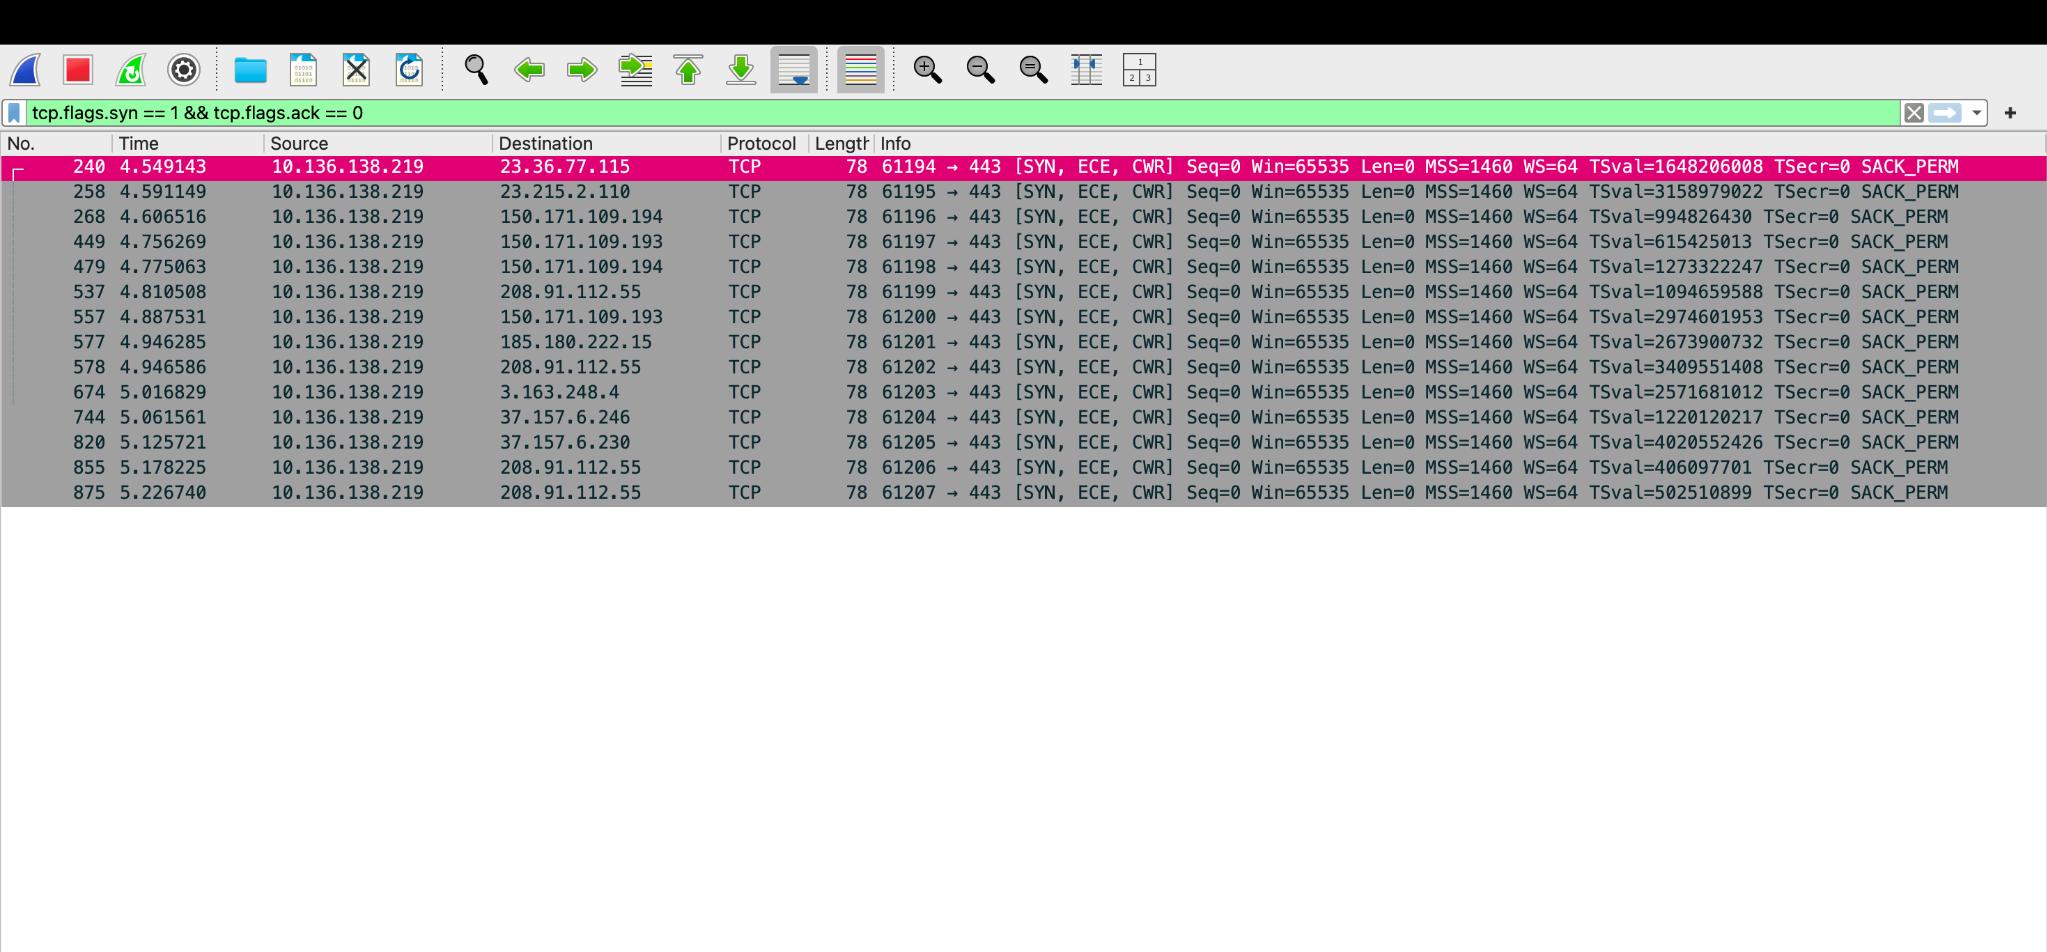 tcp.flags.syn == 1 && tcp.flags.ack == 0
No. Time Source Destination Protocol Length Info
240 4.549143 10.136.138.219 23.36.77.115 TCP 78 61194 → 443 [SYN, ECE, CWR] Seq=0 Win=65535 Len=0 MSS=1460 WS=64 TSval=1648206008 TSecr=0 SACK_PERM
258 4.591149 10.136.138.219 23.215.2.110 TCP 78 61195 → 443 [SYN, ECE, CWR] Seq=0 Win=65535 Len=0 MSS=1460 WS=64 TSval=3158979022 TSecr=0 SACK_PERM
268 4.606516 10.136.138.219 150.171.109.194 TCP 78 61196 → 443 [SYN, ECE, CWR] Seq=0 Win=65535 Len=0 MSS=1460 WS=64 TSval=994826430 TSecr=0 SACK_PERM
449 4.756269 10.136.138.219 150.171.109.193 TCP 78 61197 → 443 [SYN, ECE, CWR] Seq=0 Win=65535 Len=0 MSS=1460 WS=64 TSval=615425013 TSecr=0 SACK_PERM
479 4.775063 10.136.138.219 150.171.109.194 TCP 78 61198 → 443 [SYN, ECE, CWR] Seq=0 Win=65535 Len=0 MSS=1460 WS=64 TSval=1273322247 TSecr=0 SACK_PERM
537 4.810508 10.136.138.219 208.91.112.55 TCP 78 61199 → 443 [SYN, ECE, CWR] Seq=0 Win=65535 Len=0 MSS=1460 WS=64 TSval=1094659588 TSecr=0 SACK_PERM
557 4.887531 10.136.138.219 150.171.109.193 TCP 78 61200 → 443 [SYN, ECE, CWR] Seq=0 Win=65535 Len=0 MSS=1460 WS=64 TSval=2974601953 TSecr=0 SACK_PERM
577 4.946285 10.136.138.219 185.180.222.15 TCP 78 61201 → 443 [SYN, ECE, CWR] Seq=0 Win=65535 Len=0 MSS=1460 WS=64 TSval=2673900732 TSecr=0 SACK_PERM
578 4.946586 10.136.138.219 208.91.112.55 TCP 78 61202 → 443 [SYN, ECE, CWR] Seq=0 Win=65535 Len=0 MSS=1460 WS=64 TSval=3409551408 TSecr=0 SACK_PERM
674 5.016829 10.136.138.219 3.163.248.4 TCP 78 61203 → 443 [SYN, ECE, CWR] Seq=0 Win=65535 Len=0 MSS=1460 WS=64 TSval=2571681012 TSecr=0 SACK_PERM
744 5.061561 10.136.138.219 37.157.6.246 TCP 78 61204 → 443 [SYN, ECE, CWR] Seq=0 Win=65535 Len=0 MSS=1460 WS=64 TSval=1220120217 TSecr=0 SACK_PERM
820 5.125721 10.136.138.219 37.157.6.230 TCP 78 61205 → 443 [SYN, ECE, CWR] Seq=0 Win=65535 Len=0 MSS=1460 WS=64 TSval=4020552426 TSecr=0 SACK_PERM
855 5.178225 10.136.138.219 208.91.112.55 TCP 78 61206 → 443 [SYN, ECE, CWR] Seq=0 Win=65535 Len=0 MSS=1460 WS=64 TSval=406097701 TSecr=0 SACK_PERM
875 5.226740 10.136.138.219 208.91.112.55 TCP 78 61207 → 443 [SYN, ECE, CWR] Seq=0 Win=65535 Len=0 MSS=1460 WS=64 TSval=502510899 TSecr=0 SACK_PERM